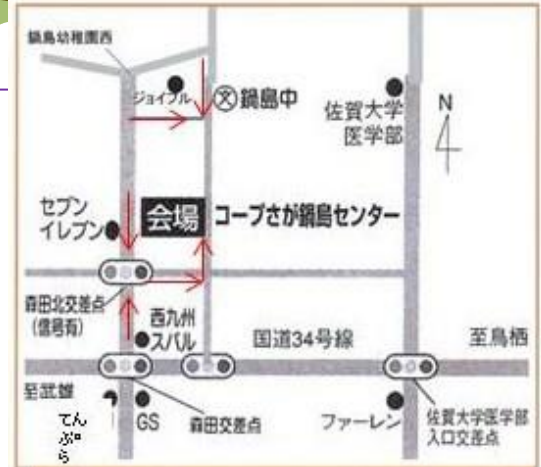 鍋島幼稚園西
ジョイフル
㊛鍋島中
佐賀大学
医学部
N
セブン
イレブン
会場
コープさが鍋島センター
森田北交差点
(信号有)
西九州
スバル
国道34号線
至鳥栖
至武雄
てん
ぷ
ら
GS
森田交差点
ファーレン
佐賀大学医学部
入口交差点